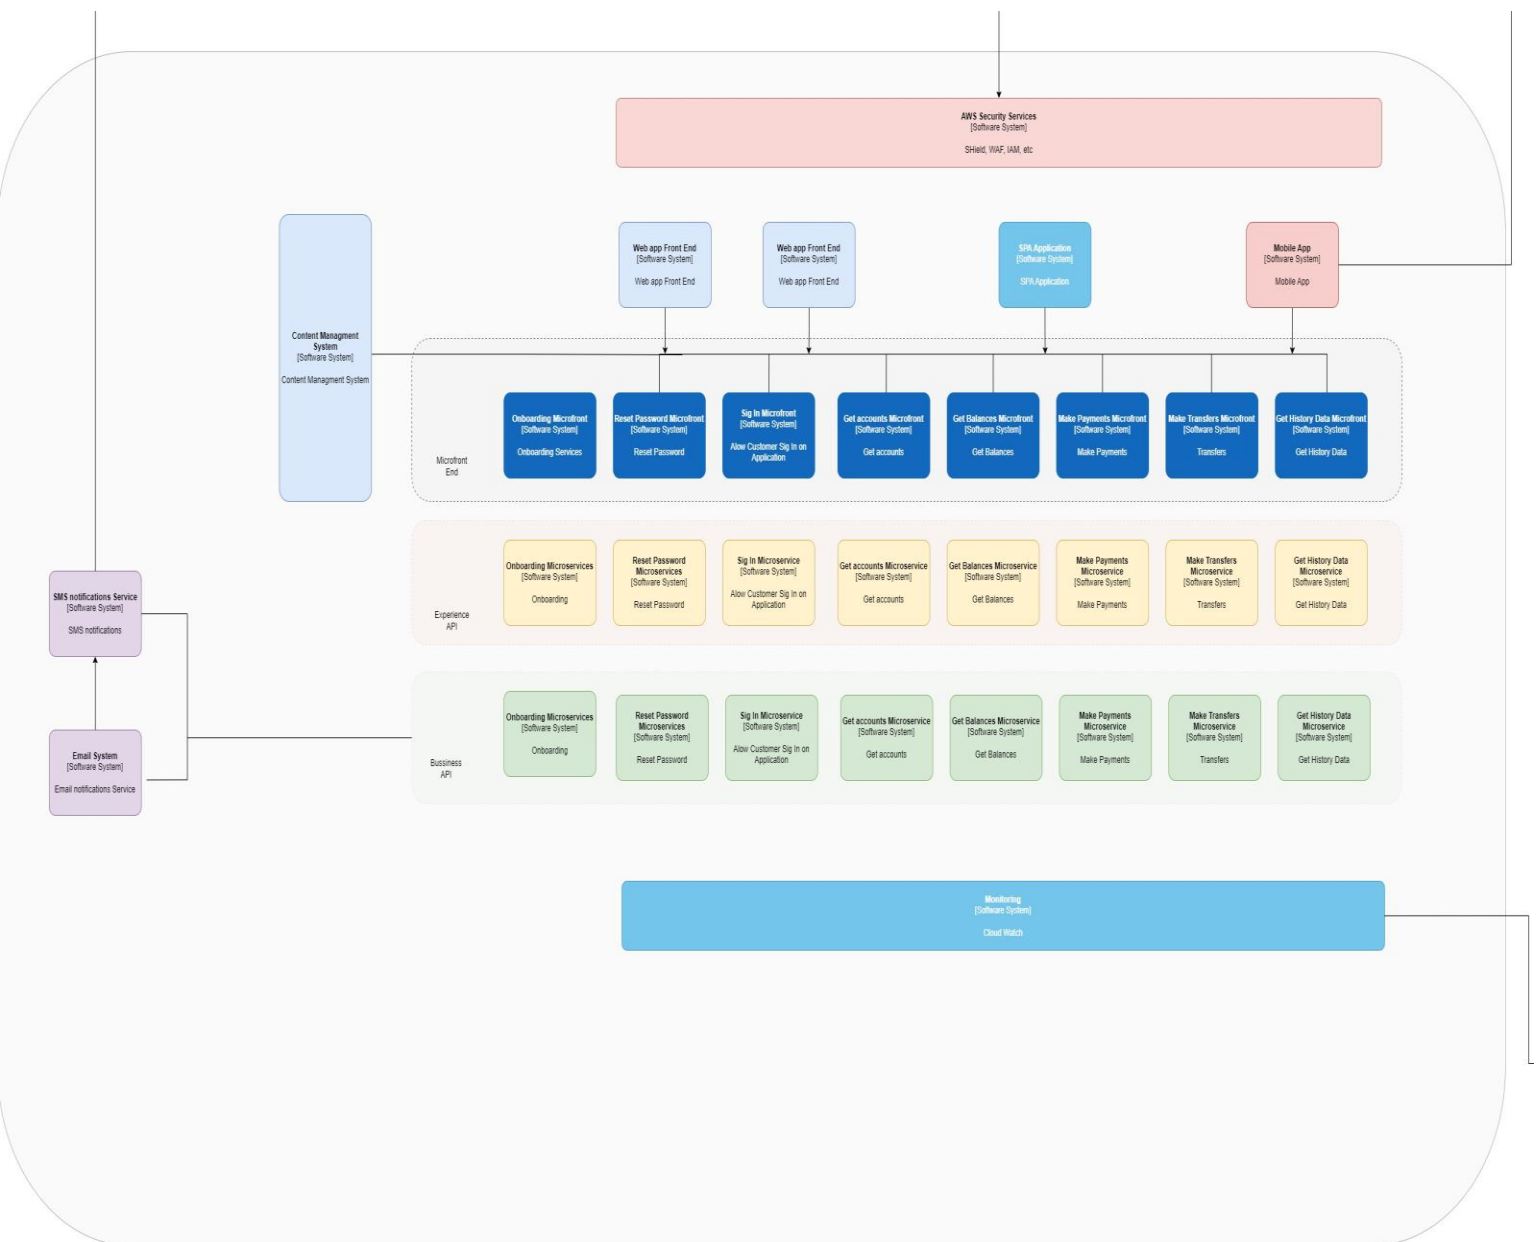 AWS Security Services
[Software System]
SHield, WAF, IAM, etc
Web app Front End
[Software System]
Web app Front End
Web app Front End
[Software System]
Web app Front End
SPA Application
[Software System]
SPA Application
Mobile App
[Software System]
Mobile App
Content Managment
System
[Software System]
Content Managment System
Microfront
End
Onboarding Microfront
[Software System]
Onboarding Services
Reset Password Microfront
[Software System]
Reset Password
Sig In Microfront
[Software System]
Alow Customer Sig In on
Application
Get accounts Microfront
[Software System]
Get accounts
Get Balances Microfront
[Software System]
Get Balances
Make Payments Microfront
[Software System]
Make Payments
Make Transfers Microfront
[Software System]
Transfers
Get History Data Microfront
[Software System]
Get History Data
SMS notifications Service
[Software System]
SMS notifications
Experience
API
Onboarding Microservices
[Software System]
Onboarding
Reset Password
Microservices
[Software System]
Reset Password
Sig In Microservice
[Software System]
Alow Customer Sig In on
Application
Get accounts Microservice
[Software System]
Get accounts
Get Balances Microservice
[Software System]
Get Balances
Make Payments
Microservice
[Software System]
Make Payments
Make Transfers
Microservice
[Software System]
Transfers
Get History Data
Microservice
[Software System]
Get History Data
Email System
[Software System]
Email notifications Service
Bussiness
API
Onboarding Microservices
[Software System]
Onboarding
Reset Password
Microservices
[Software System]
Reset Password
Sig In Microservice
[Software System]
Alow Customer Sig In on
Application
Get accounts Microservice
[Software System]
Get accounts
Get Balances Microservice
[Software System]
Get Balances
Make Payments
Microservice
[Software System]
Make Payments
Make Transfers
Microservice
[Software System]
Transfers
Get History Data
Microservice
[Software System]
Get History Data
Monitoring
[Software System]
Cloud Watch